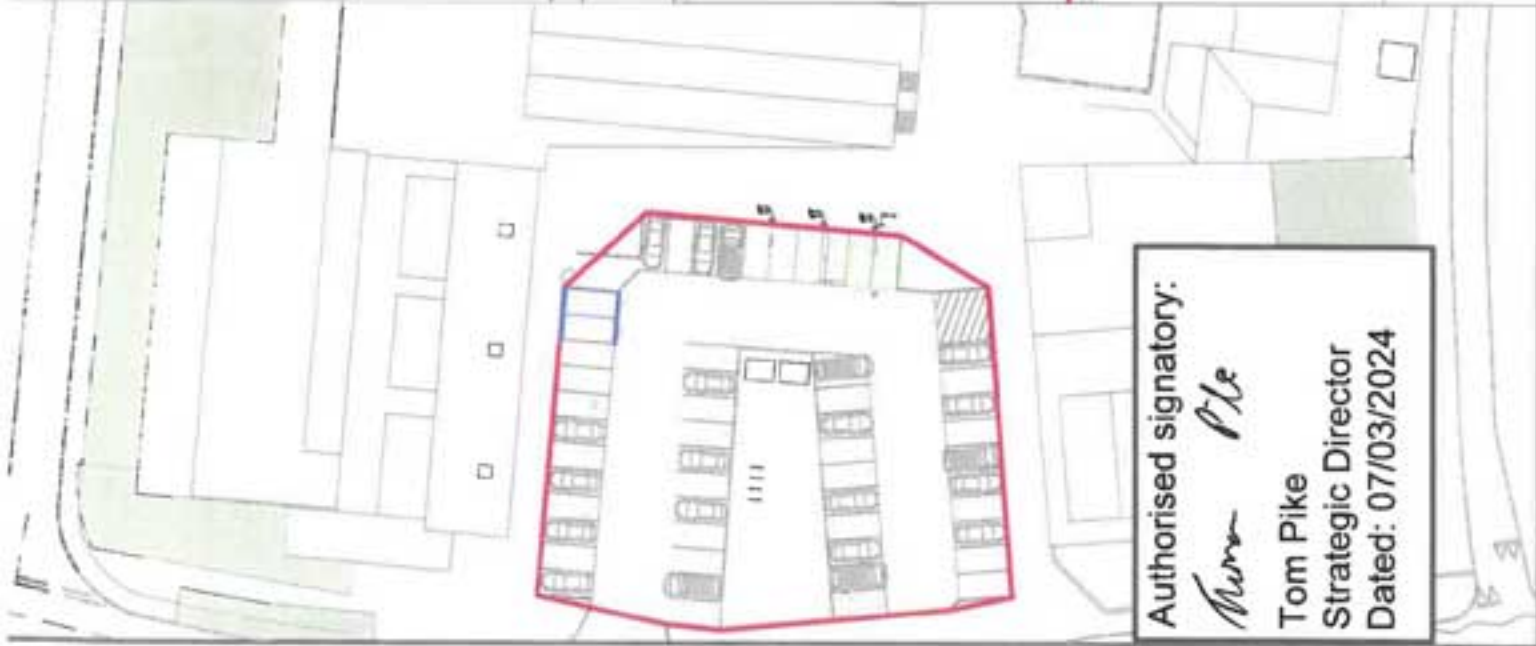 Authorised signatory:
Tom Pike
Strategic Director
Dated: 07/03/2024